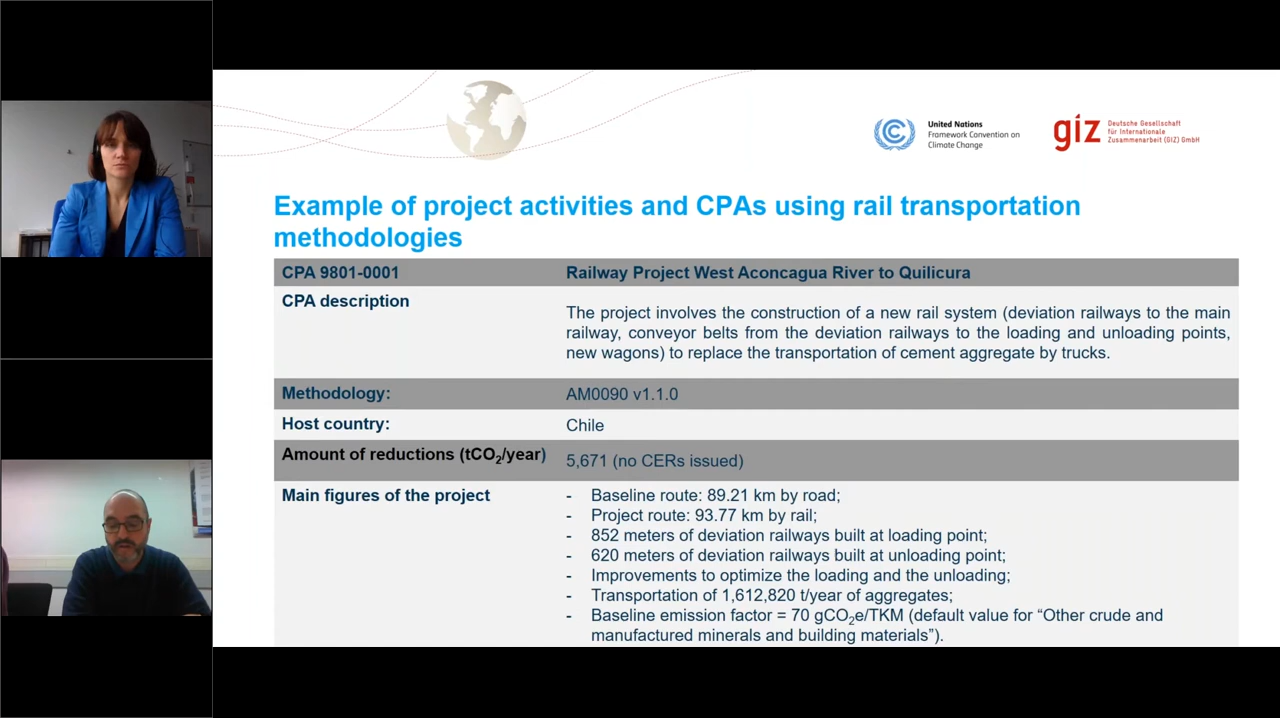 United Nations
Framework Convention on
Climate Change
giz
Deutsche Gesellschaft
für Internationale
Zusammenarbeit (GIZ) GmbH
Example of project activities and CPAs using rail transportation
methodologies
CPA 9801-0001
Railway Project West Aconcagua River to Quilicura
CPA description
The project involves the construction of a new rail system (deviation railways to the main
railway, conveyor belts from the deviation railways to the loading and unloading points,
new wagons) to replace the transportation of cement aggregate by trucks.
Methodology:
AM0090 v1.1.0
Host country:
Chile
Amount of reductions (tCO₂/year)
5,671 (no CERs issued)
Main figures of the project
- Baseline route: 89.21 km by road;
- Project route: 93.77 km by rail;
- 852 meters of deviation railways built at loading point;
- 620 meters of deviation railways built at unloading point;
- Improvements to optimize the loading and the unloading;
- Transportation of 1,612,820 t/year of aggregates;
- Baseline emission factor = 70 gCO₂e/TKM (default value for “Other crude and
manufactured minerals and building materials”).